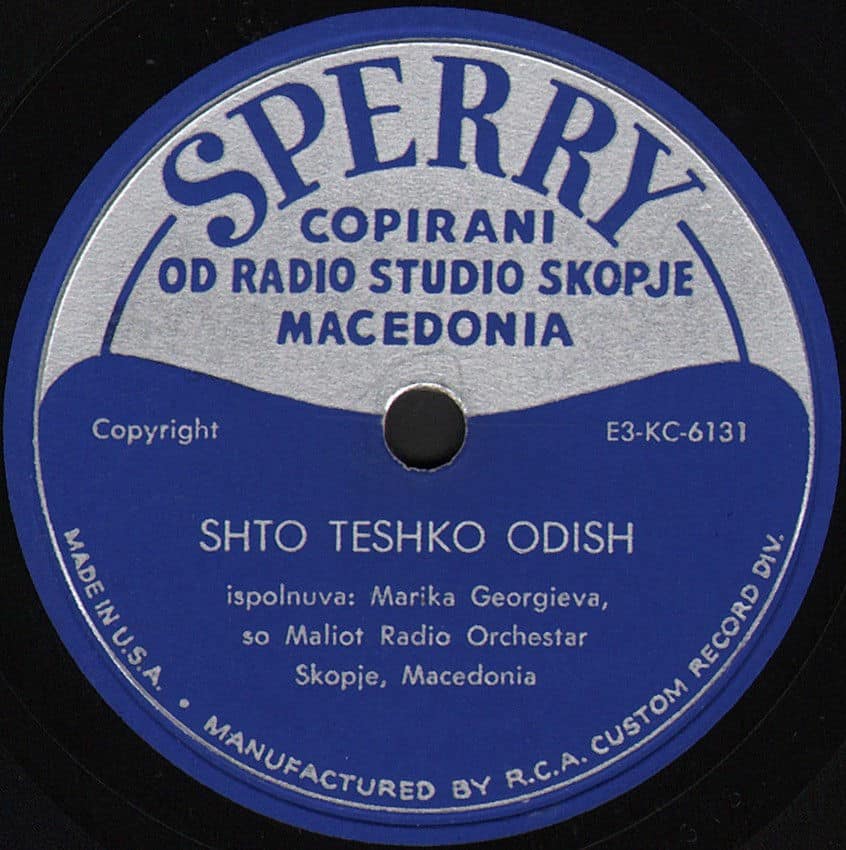 SPERRY
COPIRANI
OD RADIO STUDIO SKOPJE
MACEDONIA
Copyright
E3-KC-6131
SHTO TESHKO ODISH
ispolnuva: Marika Georgieva,
so Maliot Radio Orchestar
Skopje, Macedonia
MADE IN U.S.A. • MANUFACTURED BY R.C.A. CUSTOM RECORD DIV.